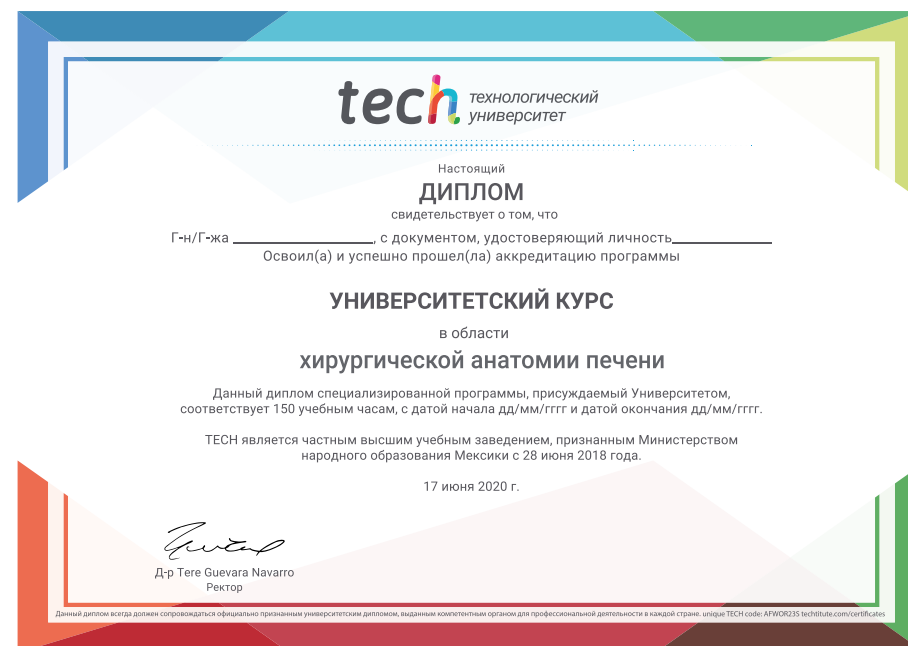 tech технологический
университет
Настоящий
ДИПЛОМ
свидетельствует о том, что
Г-н/Г-жа ____________________, с документом, удостоверяющий личность______________
Освоил(а) и успешно прошел(ла) аккредитацию программы
УНИВЕРСИТЕТСКИЙ КУРС
в области
хирургической анатомии печени
Данный диплом специализированной программы, присуждаемый Университетом,
соответствует 150 учебным часам, с датой начала дд/мм/гггг и датой окончания дд/мм/гггг.
TECH является частным высшим учебным заведением, признанным Министерством
народного образования Мексики с 28 июня 2018 года.
17 июня 2020 г.
Д-р Tere Guevara Navarro
Ректор
Данный диплом всегда должен сопровождаться официально признанным университетским дипломом, выданным компетентным органом для профессиональной деятельности в каждой стране. unique TECH code: AFWOR23S techtitute.com/certificates